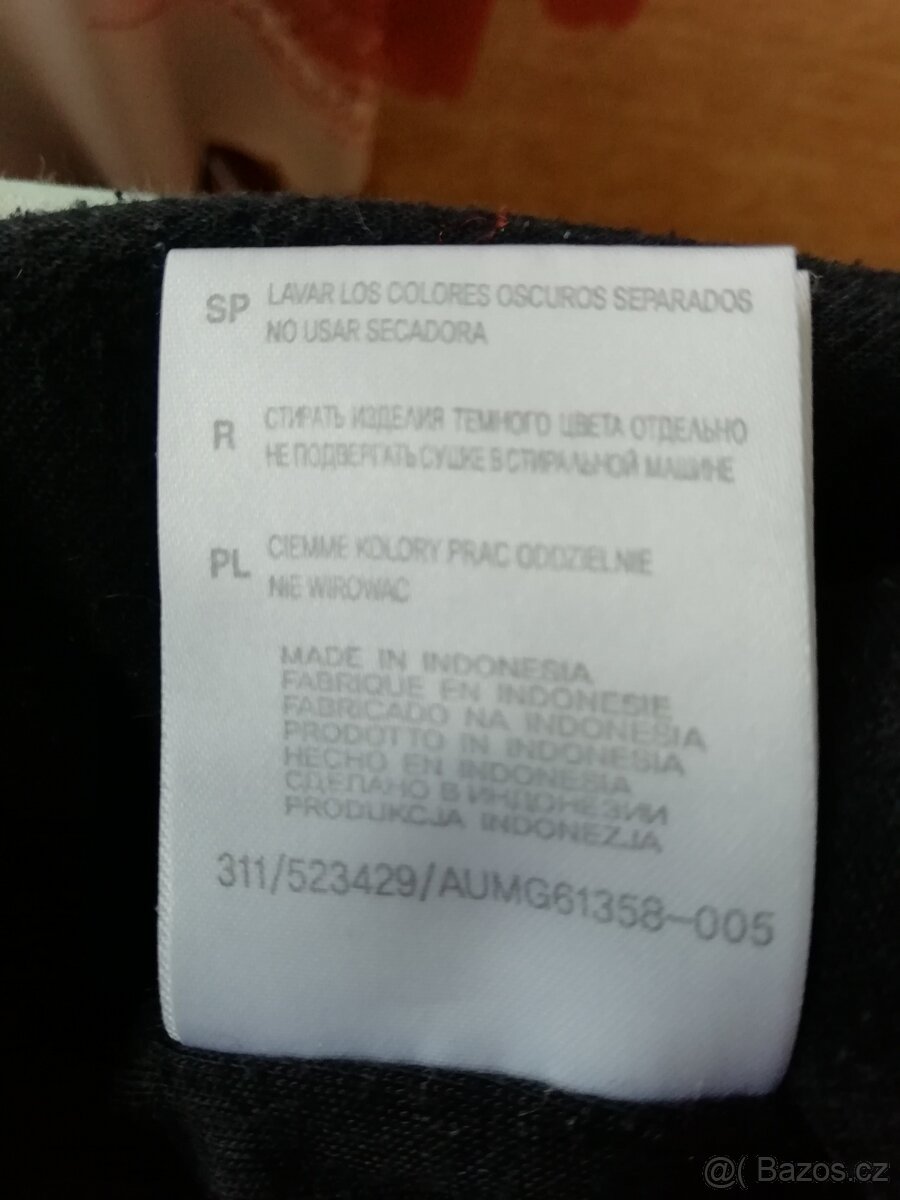 SP LAVAR LOS COLORES OSCUROS SEPARADOS
NO USAR SECADORA
R СТИРАТЬ ИЗДЕЛИЯ ТЕМНОГО ЦВЕТА ОТДЕЛЬНО
НЕ ПОДВЕРГАТЬ СУШКЕ В СТИРАЛЬНОЙ МАШИНЕ
PL CIEMME KOLORY PRAC ODDZIELNIE
NIE WIROWAC
MADE IN INDONESIA
FABRIQUE EN INDONESIE
FABRICADO NA INDONESIA
PRODOTTO IN INDONESIA
HECHO EN INDONESIA
СДЕЛАНО В ИНДОНЕЗИИ
PRODUKCJA INDONEZJA
311/523429/AUMG61358-005
@( Bazos.cz